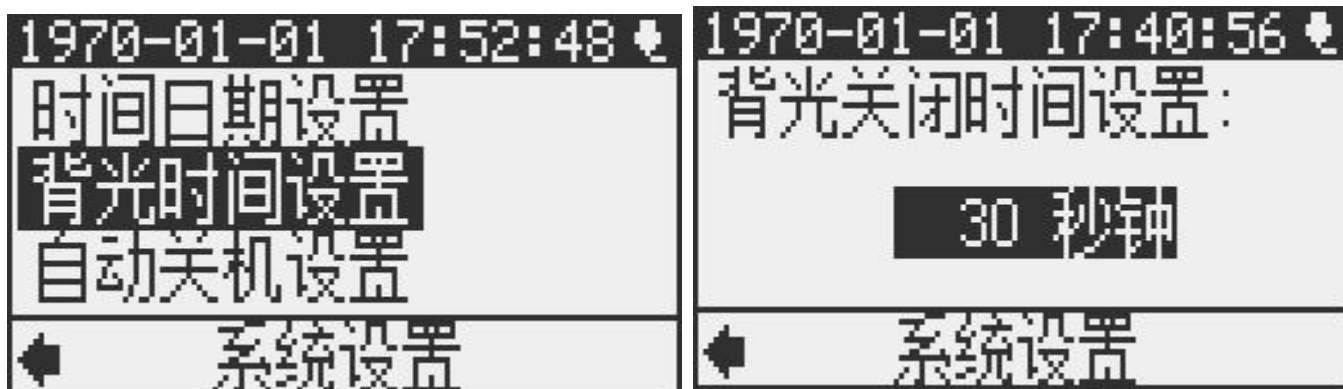 1970-01-01 17:52:48
时间日期设置
背光时间设置
自动关机设置
系统设置
1970-01-01 17:40:56
背光关闭时间设置:
30 秒钟
系统设置